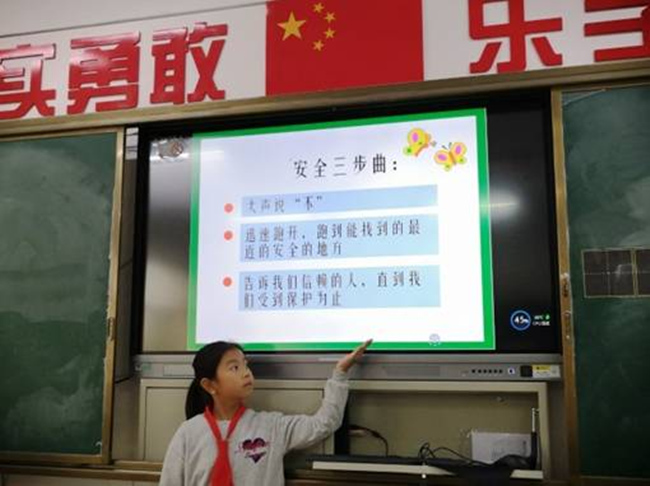 实勇敢 乐
安全三步曲：
大声说“不”
迅速跑开，跑到能找到的最
近的安全的地方
告诉我们信赖的人，直到我
们受到保护为止
45%